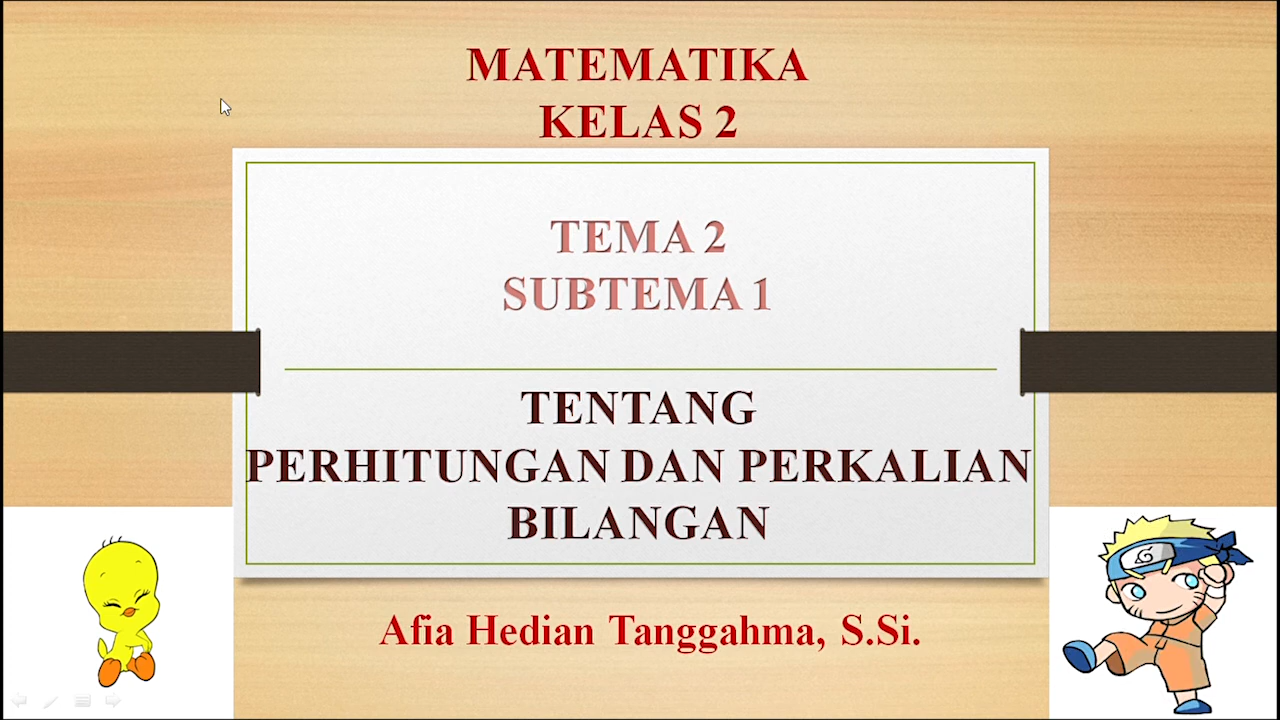 MATEMATIKA
KELAS 2
TEMA 2
SUBTEMA 1
TENTANG
PERHITUNGAN DAN PERKALIAN
BILANGAN
Afia Hedian Tanggahma, S.Si.